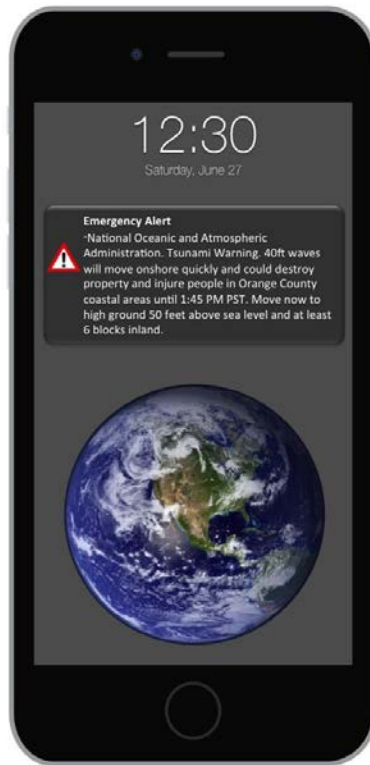 12:30
Saturday, June 27
Emergency Alert
-National Oceanic and Atmospheric
Administration. Tsunami Warning. 40ft waves
will move onshore quickly and could destroy
property and injure people in Orange County
coastal areas until 1:45 PM PST. Move now to
high ground 50 feet above sea level and at least
6 blocks inland.